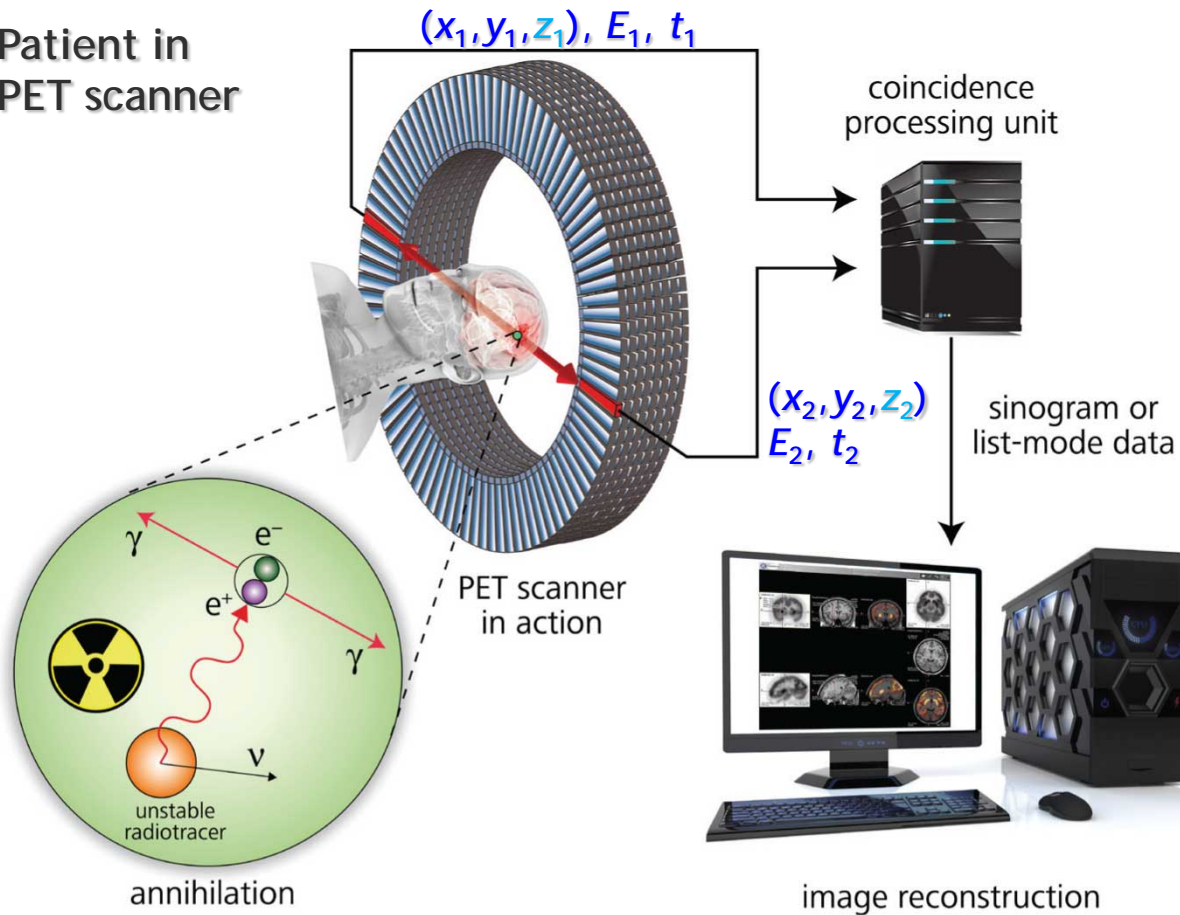 Patient in
PET scanner
(x₁,y₁,z₁), E₁, t₁
coincidence
processing unit
(x₂,y₂,z₂)
E₂, t₂
sinogram or
list-mode data
γ
e⁻
e⁺
γ
ν
unstable
radiotracer
annihilation
PET scanner
in action
image reconstruction